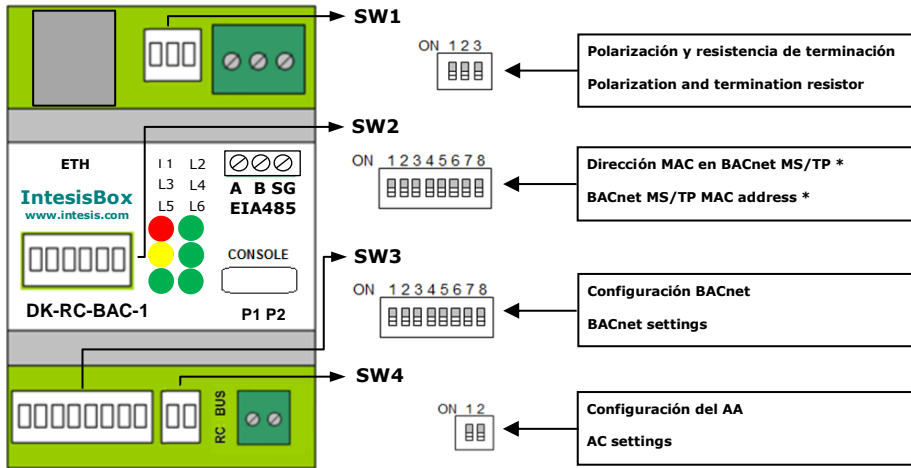 SW1
ON 1 2 3
Polarización y resistencia de terminación
Polarization and termination resistor
SW2
ETH
L1 L2
L3 L4
L5 L6
A B SG
EIA485
IntesisBox
www.intesis.com
ON 1 2 3 4 5 6 7 8
Dirección MAC en BACnet MS/TP *
BACnet MS/TP MAC address *
CONSOLE
SW3
DK-RC-BAC-1
P1 P2
ON 1 2 3 4 5 6 7 8
Configuración BACnet
BACnet settings
SW4
RC BUS
ON 1 2
Configuración del AA
AC settings